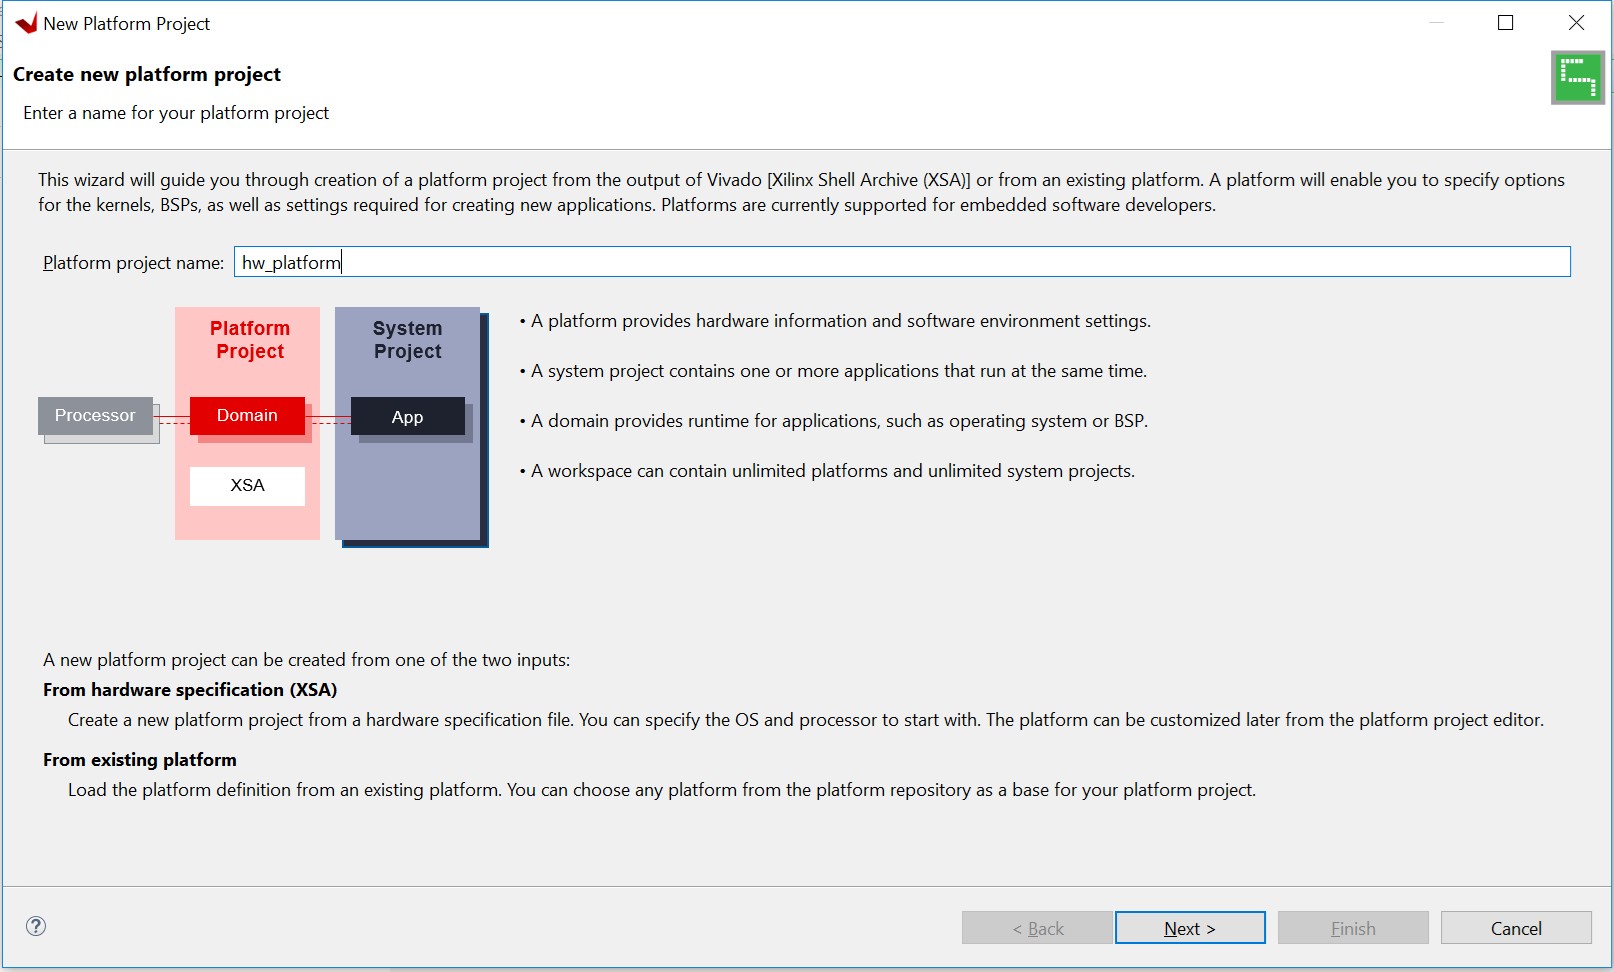 New Platform Project
Create new platform project
Enter a name for your platform project
This wizard will guide you through creation of a platform project from the output of Vivado [Xilinx Shell Archive (XSA)] or from an existing platform. A platform will enable you to specify options
for the kernels, BSPs, as well as settings required for creating new applications. Platforms are currently supported for embedded software developers.
Platform project name: hw_platform
Platform
Project
System
Project
Processor
Domain
App
XSA
• A platform provides hardware information and software environment settings.
• A system project contains one or more applications that run at the same time.
• A domain provides runtime for applications, such as operating system or BSP.
• A workspace can contain unlimited platforms and unlimited system projects.
A new platform project can be created from one of the two inputs:
From hardware specification (XSA)
Create a new platform project from a hardware specification file. You can specify the OS and processor to start with. The platform can be customized later from the platform project editor.
From existing platform
Load the platform definition from an existing platform. You can choose any platform from the platform repository as a base for your platform project.
?
< Back
Next >
Finish
Cancel